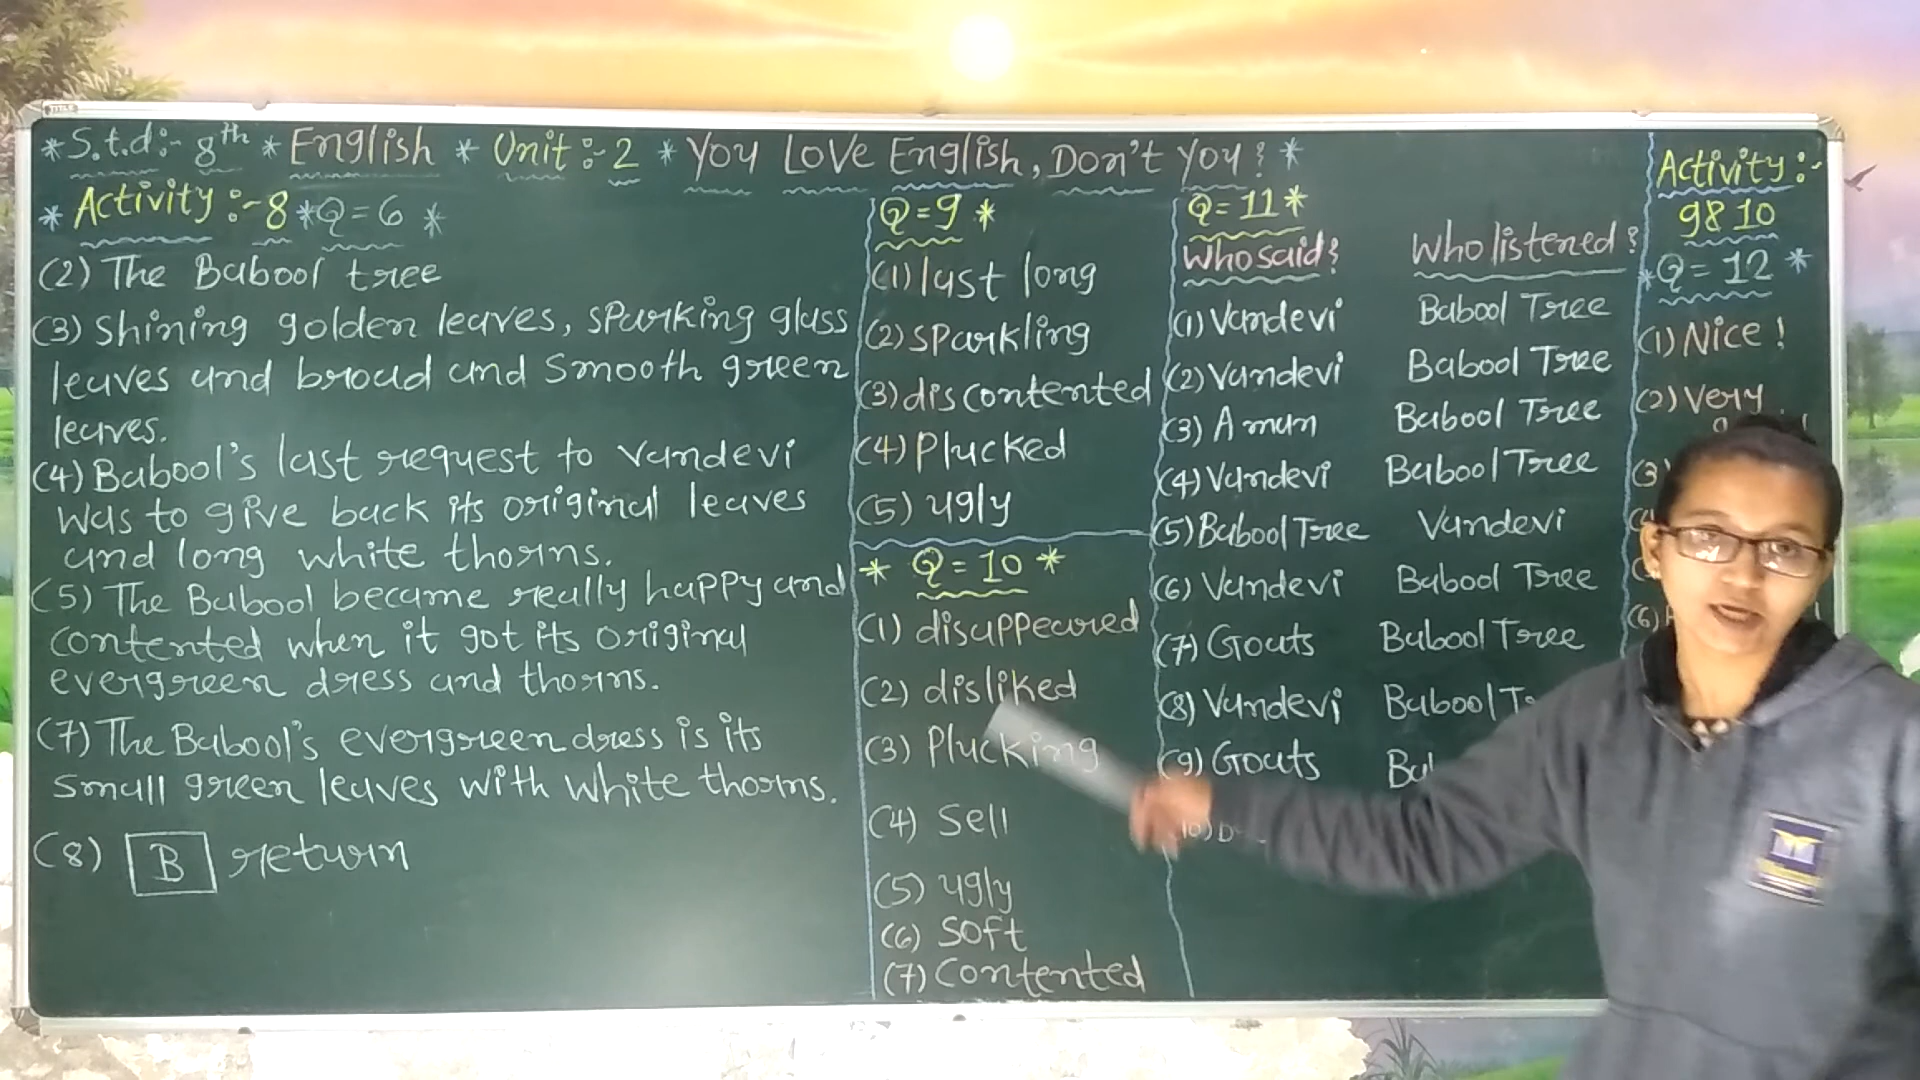 *S.t.d:- 8th * English * Unit :- 2 * You Love English, Don't you? *
* Activity :- 8 * Q = 6 *
(2) The Babool tree
(3) Shining golden leaves, sparking glass
leaves and broad and smooth green
leaves.
(4) Babool's last request to Vandevi
was to give back its original leaves
and long white thorns.
(5) The Babool became really happy and
contented when it got its original
evergreen dress and thorns.
(7) The Babool's evergreen dress is its
small green leaves with white thorns.
(8) B return
Q = 9 *
(1) last long
(2) sparkling
(3) discontented
(4) Plucked
(5) ugly
* Q = 10 *
(1) disappeared
(2) disliked
(3) Plucking
(4) Sell
(5) ugly
(6) Soft
(7) Contented
Q = 11 *
Who said? Who listened?
(1) Vandevi Babool Tree
(2) Vandevi Babool Tree
(3) A man Babool Tree
(4) Vandevi Babool Tree
(5) Babool Tree Vandevi
(6) Vandevi Babool Tree
(7) Goats Babool Tree
(8) Vandevi Babool
(9) Goats
Activity :-
9 & 10
* Q = 12 *
(1) Nice !
(2) Very
(3)
(6)